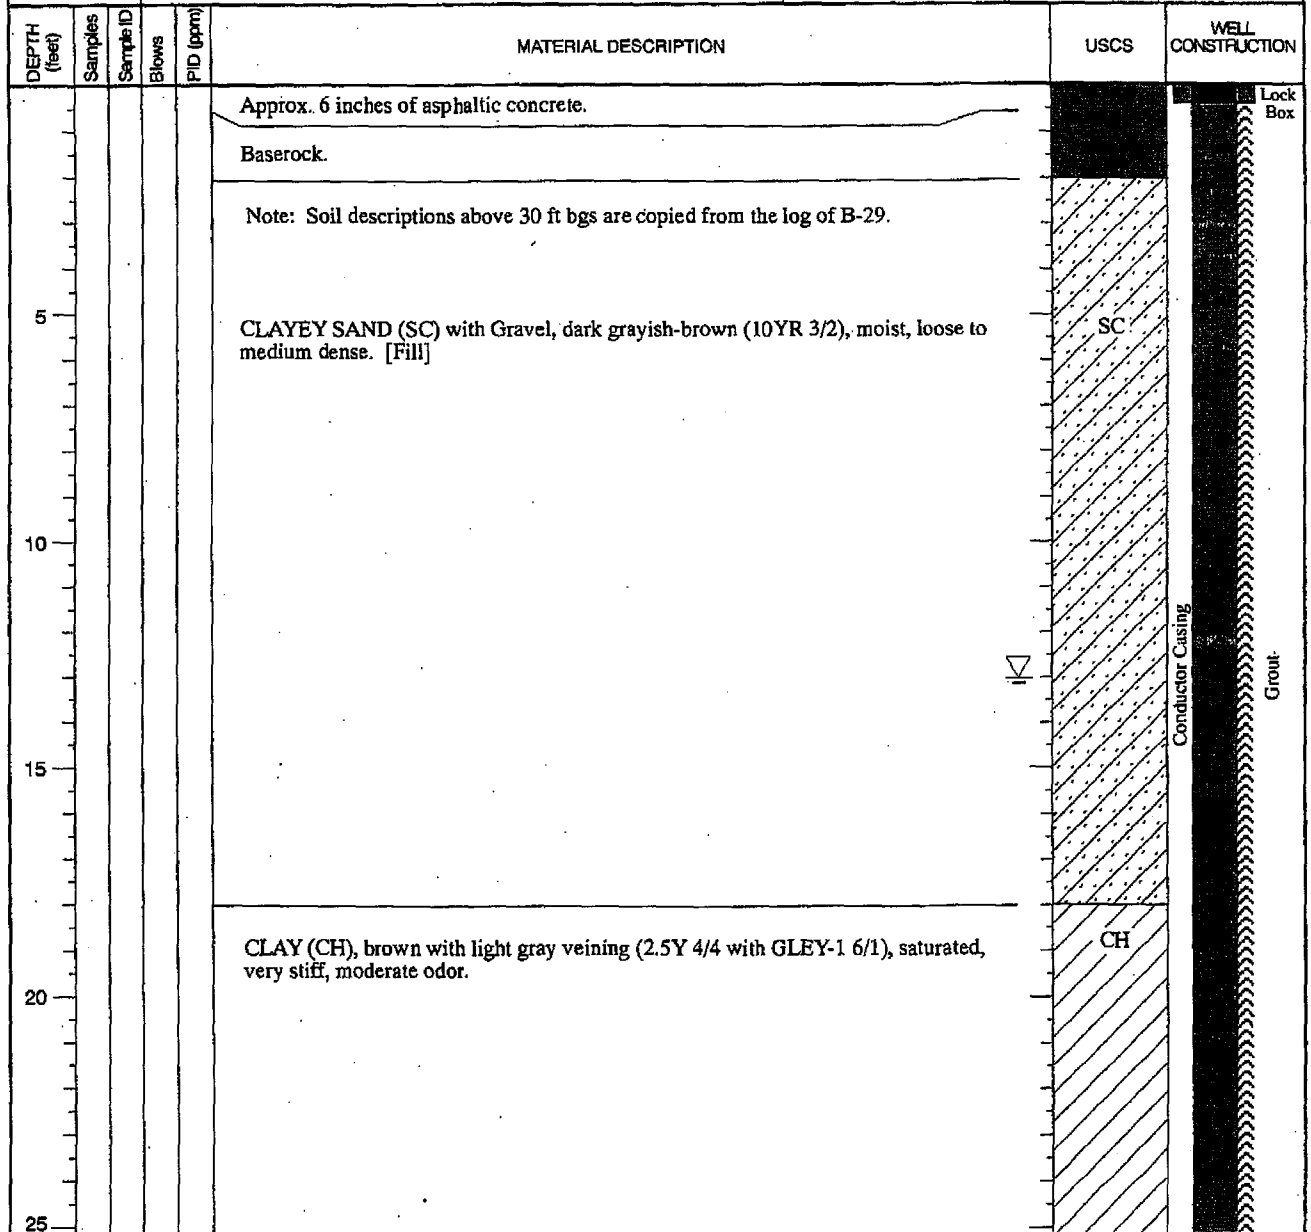 DEPTH (feet)
Samples
Sample ID
Blows
PID (ppm)
MATERIAL DESCRIPTION
USCS
WELL
CONSTRUCTION
Approx. 6 inches of asphaltic concrete.
Lock
Box
Baserock.
Note: Soil descriptions above 30 ft bgs are copied from the log of B-29.
5
CLAYEY SAND (SC) with Gravel, dark grayish-brown (10YR 3/2), moist, loose to
medium dense. [Fill]
SC
10
Conductor Casing
Grout
15
CLAY (CH), brown with light gray veining (2.5Y 4/4 with GLEY-1 6/1), saturated,
very stiff, moderate odor.
CH
20
25